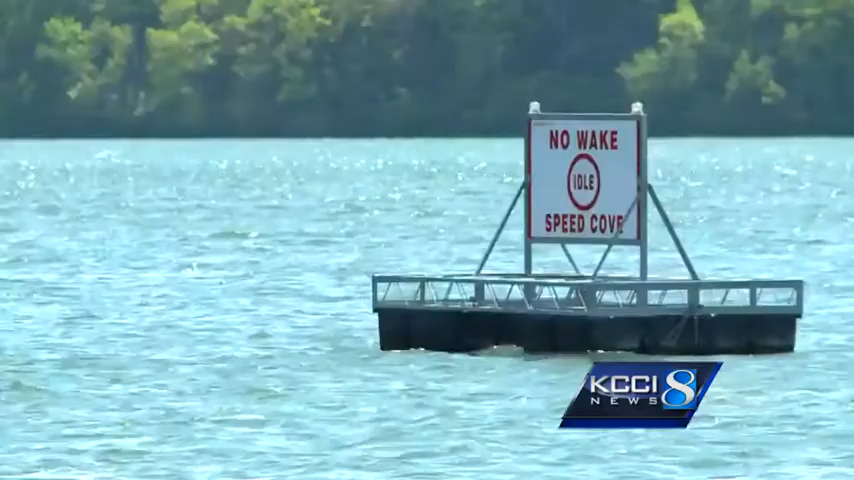 NO WAKE
IDLE
SPEED COVE
KCCI 8
NEWS